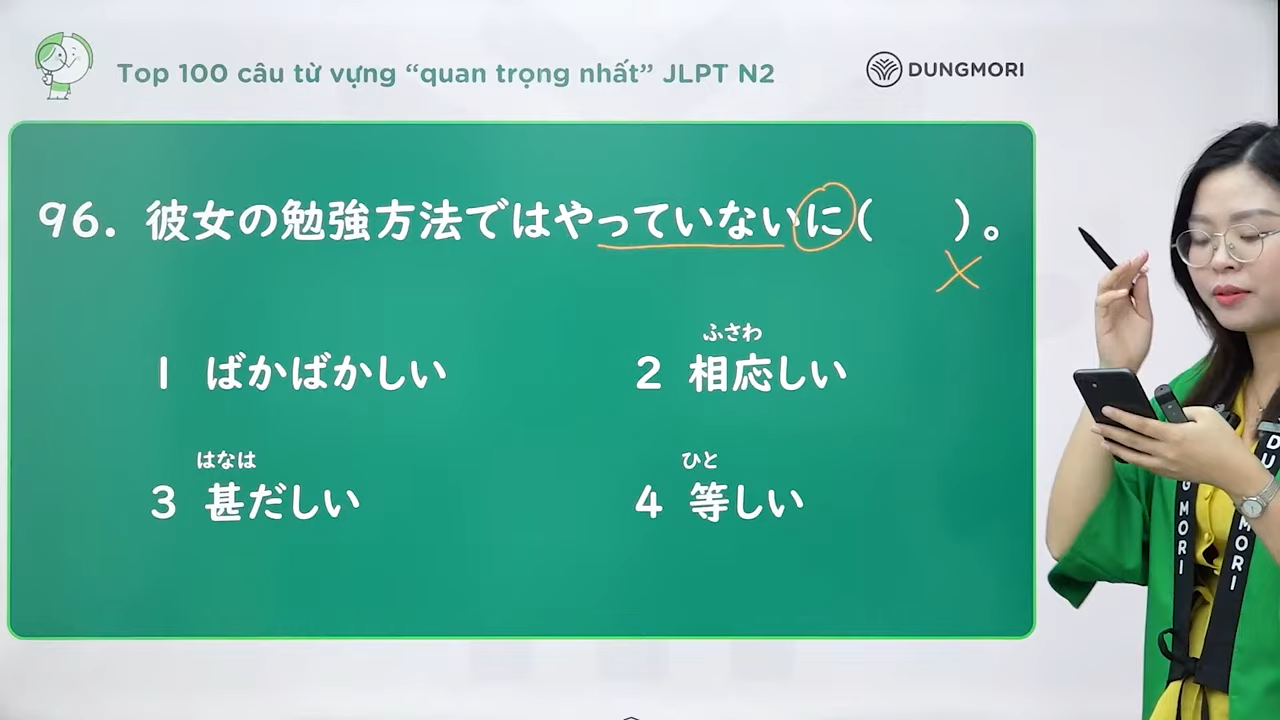 Top 100 câu từ vựng “quan trọng nhất” JLPT N2
DUNGMORI
96. 彼女の勉強方法ではやっていないに( )。
×
1 ばかばかしい
ふさわ
2 相応しい
はなは
3 甚だしい
ひと
4 等しい
DU
G MORI
MORI